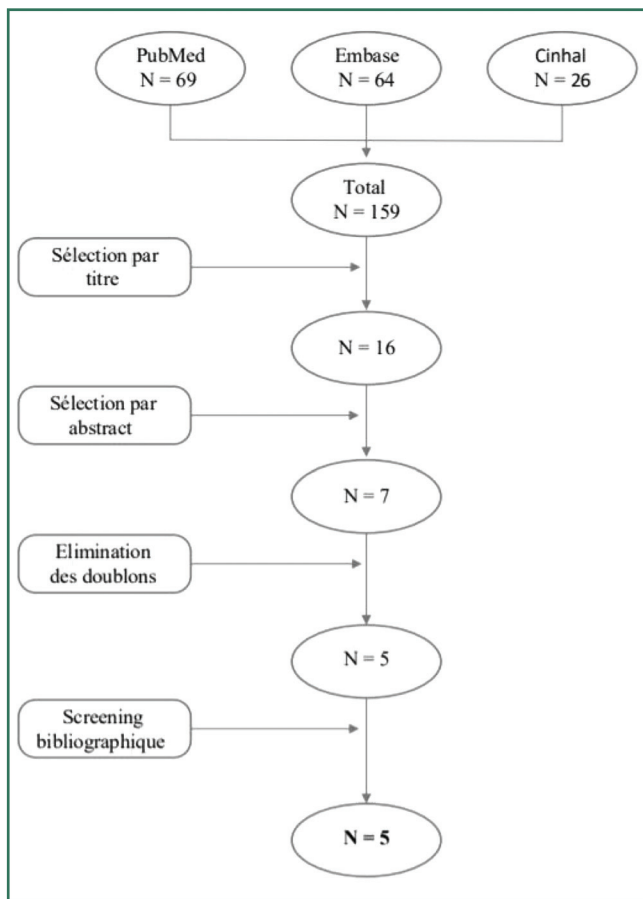 PubMed
N = 69
Embase
N = 64
Cinhal
N = 26
Total
N = 159
Sélection par
titre
N = 16
Sélection par
abstract
N = 7
Elimination
des doublons
N = 5
Screening
bibliographique
N = 5